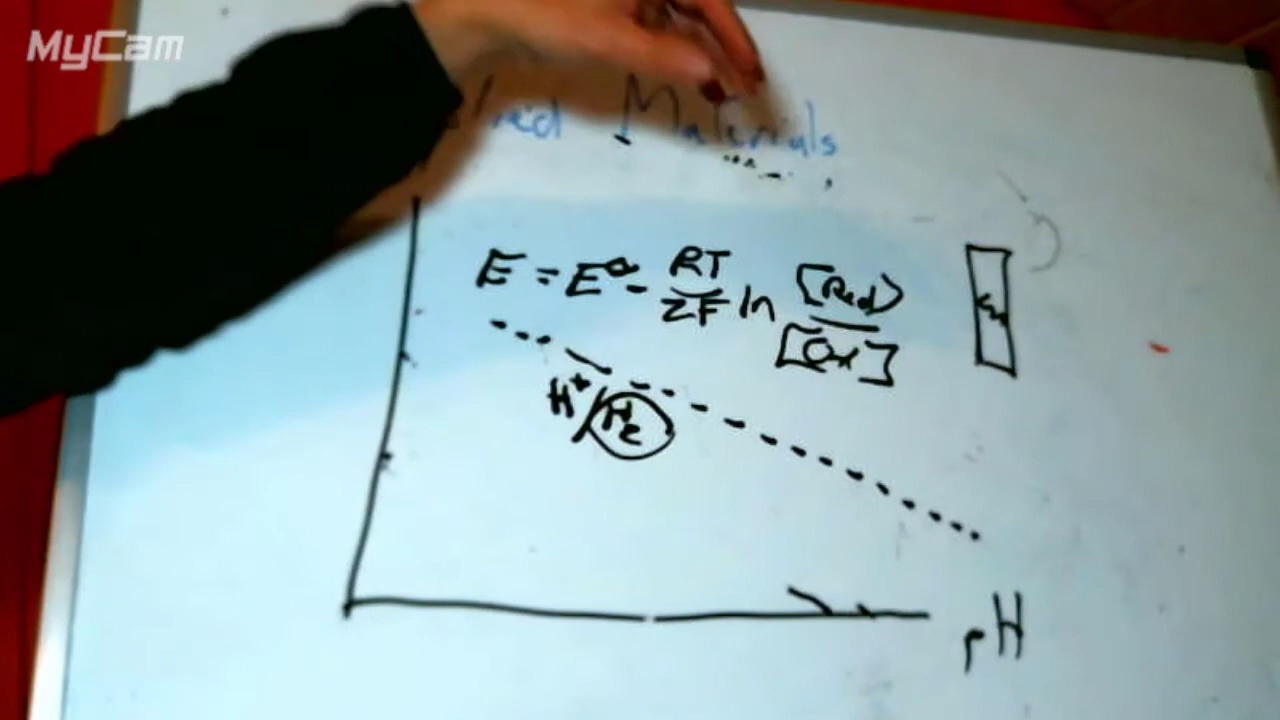 MyCam
Materials
E = E° - RT/ZF ln [Red]/[Ox]
H⁺/H₂
pH